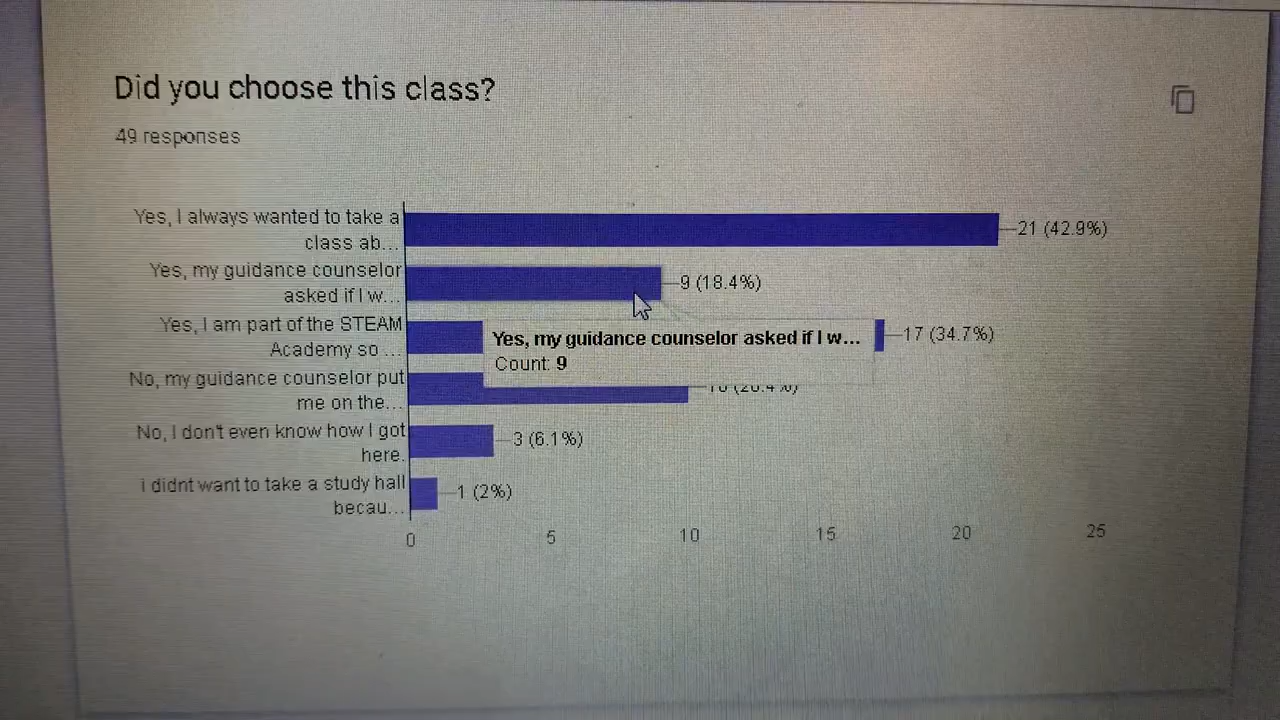 Did you choose this class?
49 responses
Yes, I always wanted to take a
class ab...
21 (42.9%)
Yes, my guidance counselor
asked if I w...
9 (18.4%)
Yes, I am part of the STEAM
Academy so ...
17 (34.7%)
Yes, my guidance counselor asked if I w...
Count: 9
No, my guidance counselor put
me on the...
10 (20.4%)
No, I don't even know how I got
here.
3 (6.1%)
i didnt want to take a study hall
becau...
1 (2%)
0 5 10 15 20 25